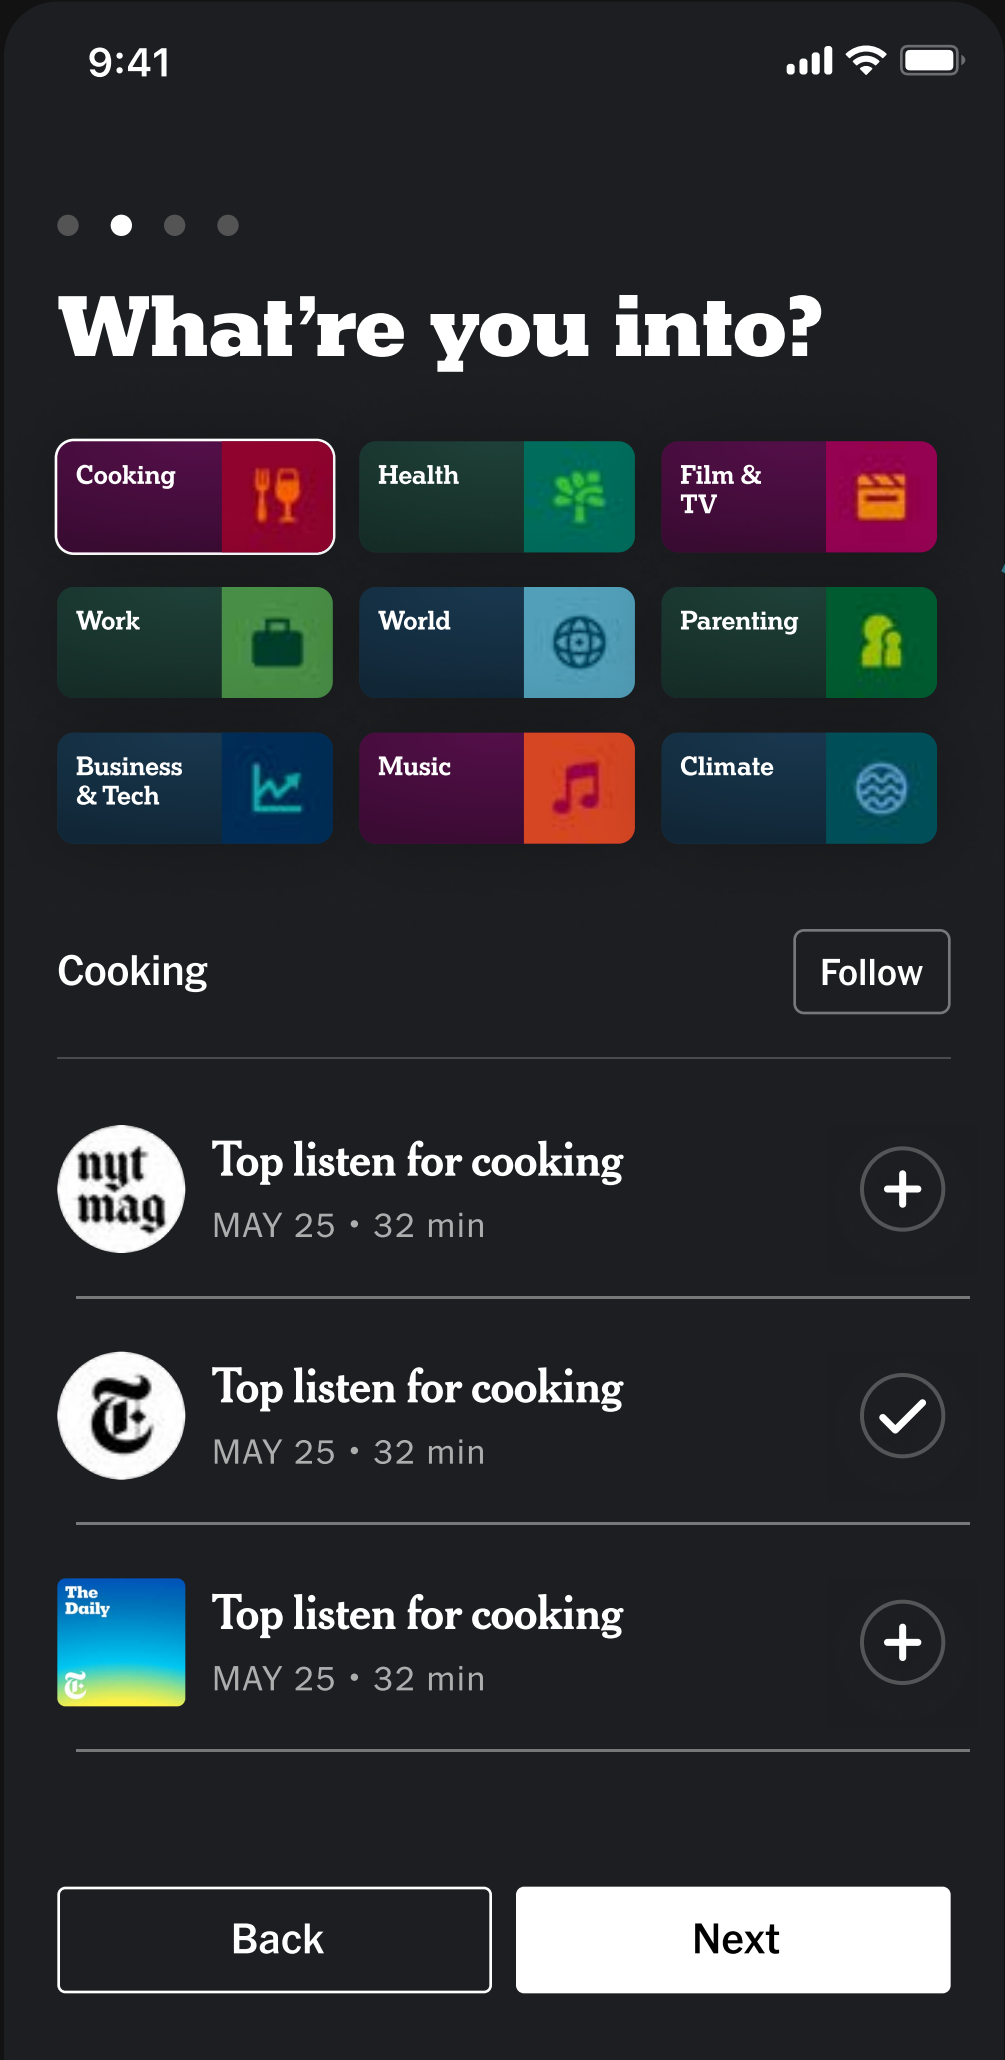 9:41
What’re you into?
Cooking
Health
Film &
TV
Work
World
Parenting
Business
& Tech
Music
Climate
Cooking
Follow
nyt
mag
Top listen for cooking
MAY 25 • 32 min
T
Top listen for cooking
MAY 25 • 32 min
The
Daily
T
Top listen for cooking
MAY 25 • 32 min
Back
Next